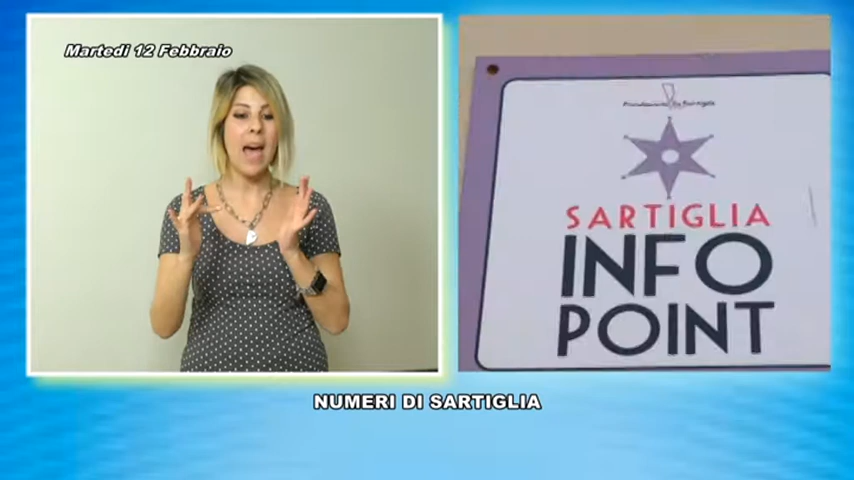 Martedì 12 Febbraio
SARTIGLIA
INFO
POINT
NUMERI DI SARTIGLIA